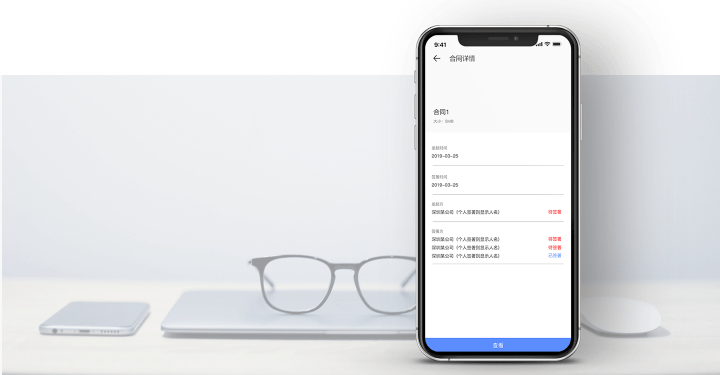 9:41
合同详情
合同1
大小：5MB
发起时间
2019-03-25
签署时间
2019-03-25
发起方
深圳某公司（个人签署则显示人名） 待签署
签署方
深圳某公司（个人签署则显示人名） 待签署
深圳某公司（个人签署则显示人名） 待签署
深圳某公司（个人签署则显示人名） 已签署
查看